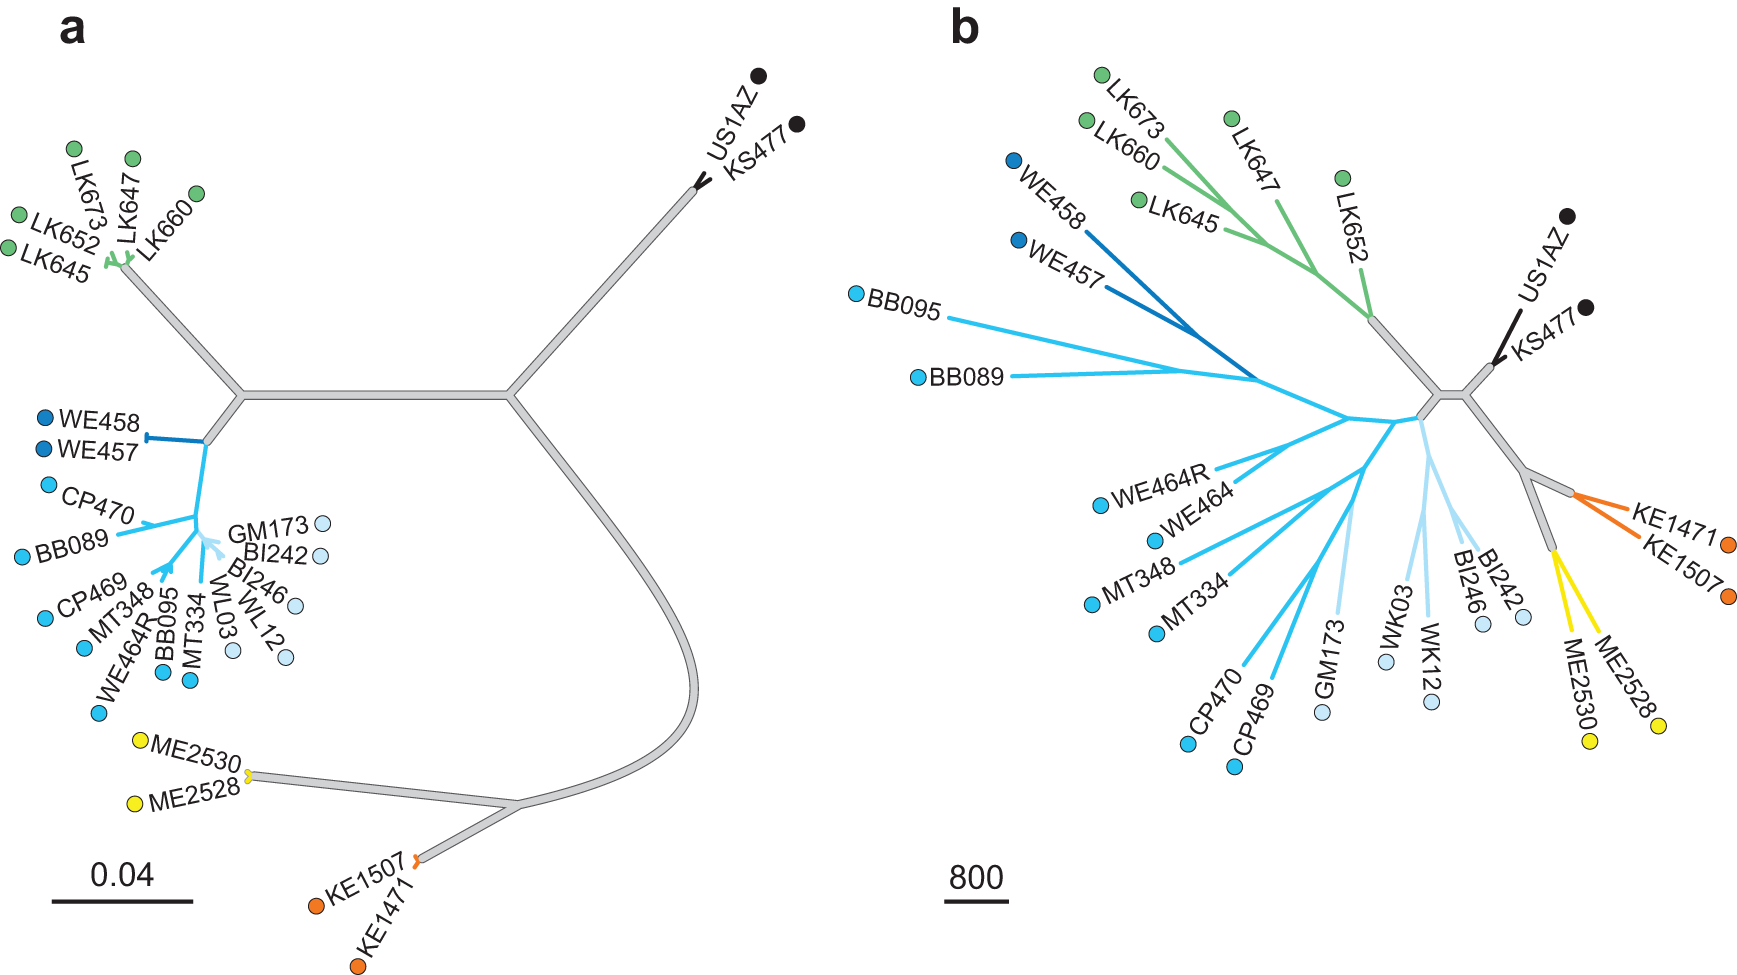 a
US1AZ
KS477
LK673
LK647
LK660
LK652
LK645
WE458
WE457
CP470
BB089
CP469
MT348
WE464R
BB095
MT334
WL03
WL12
BI246
BI242
GM173
ME2530
ME2528
KE1507
KE1471
0.04
b
LK673
LK660
LK645
LK647
LK652
WE458
WE457
BB095
BB089
US1AZ
KS477
WE464R
WE464
MT348
MT334
CP470
CP469
GM173
WK03
WK12
BI246
BI242
KE1471
KE1507
ME2530
ME2528
800